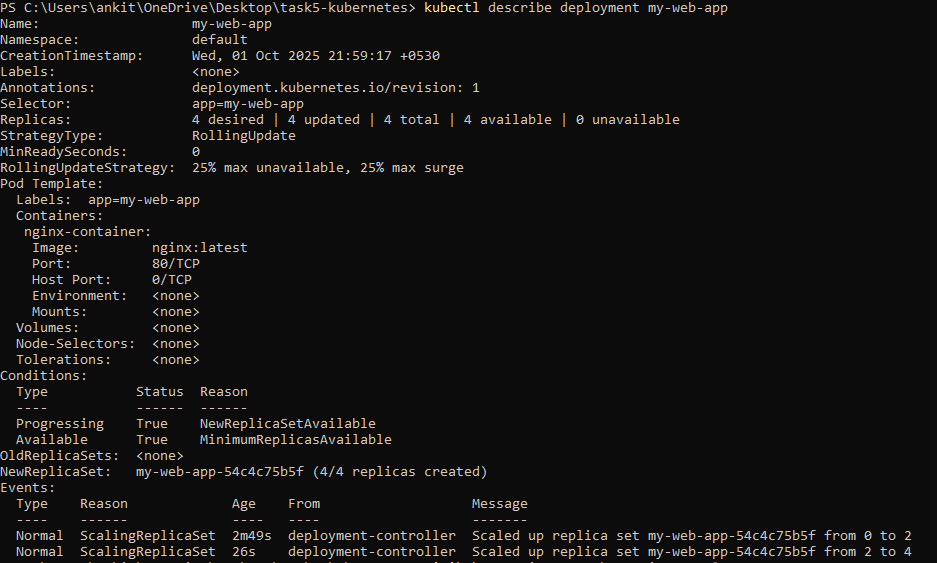 PS C:\Users\ankit\OneDrive\Desktop\task5-kubernetes> kubectl describe deployment my-web-app
Name:                   my-web-app
Namespace:              default
CreationTimestamp:      Wed, 01 Oct 2025 21:59:17 +0530
Labels:                 <none>
Annotations:            deployment.kubernetes.io/revision: 1
Selector:               app=my-web-app
Replicas:               4 desired | 4 updated | 4 total | 4 available | 0 unavailable
StrategyType:           RollingUpdate
MinReadySeconds:        0
RollingUpdateStrategy:  25% max unavailable, 25% max surge
Pod Template:
  Labels:  app=my-web-app
  Containers:
   nginx-container:
    Image:         nginx:latest
    Port:          80/TCP
    Host Port:     0/TCP
    Environment:   <none>
    Mounts:        <none>
  Volumes:         <none>
  Node-Selectors:  <none>
  Tolerations:     <none>
Conditions:
  Type           Status  Reason
  ----           ------  ------
  Progressing    True    NewReplicaSetAvailable
  Available      True    MinimumReplicasAvailable
OldReplicaSets:  <none>
NewReplicaSet:   my-web-app-54c4c75b5f (4/4 replicas created)
Events:
  Type    Reason             Age    From                   Message
  ----    ------             ----   ----                   -------
  Normal  ScalingReplicaSet  2m49s  deployment-controller  Scaled up replica set my-web-app-54c4c75b5f from 0 to 2
  Normal  ScalingReplicaSet  26s    deployment-controller  Scaled up replica set my-web-app-54c4c75b5f from 2 to 4